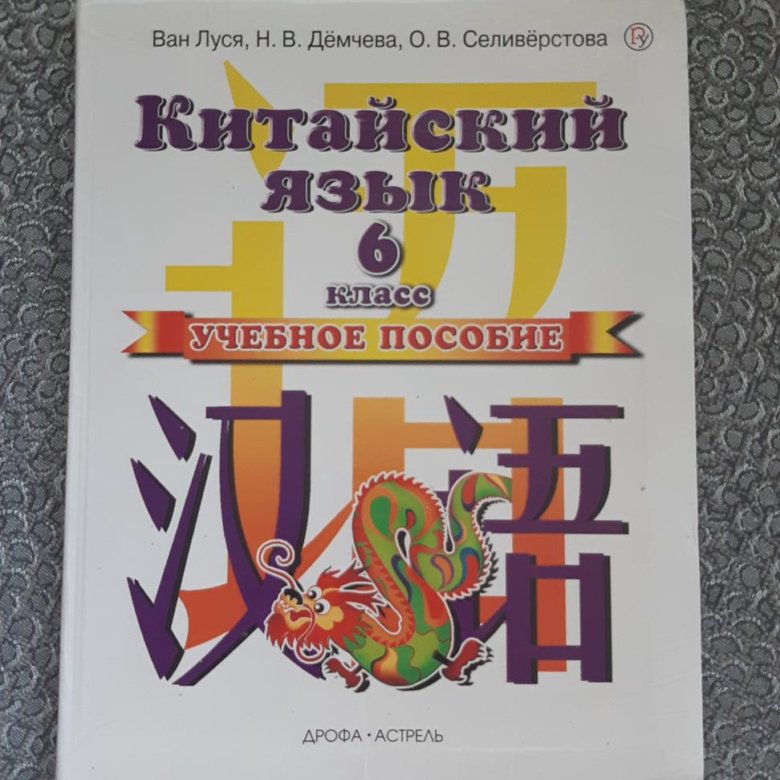 Ван Луся, Н. В. Дёмчева, О. В. Селивёрстова
Китайский
язык
6
класс
УЧЕБНОЕ ПОСОБИЕ
汉语
ДРОФА • АСТРЕЛЬ